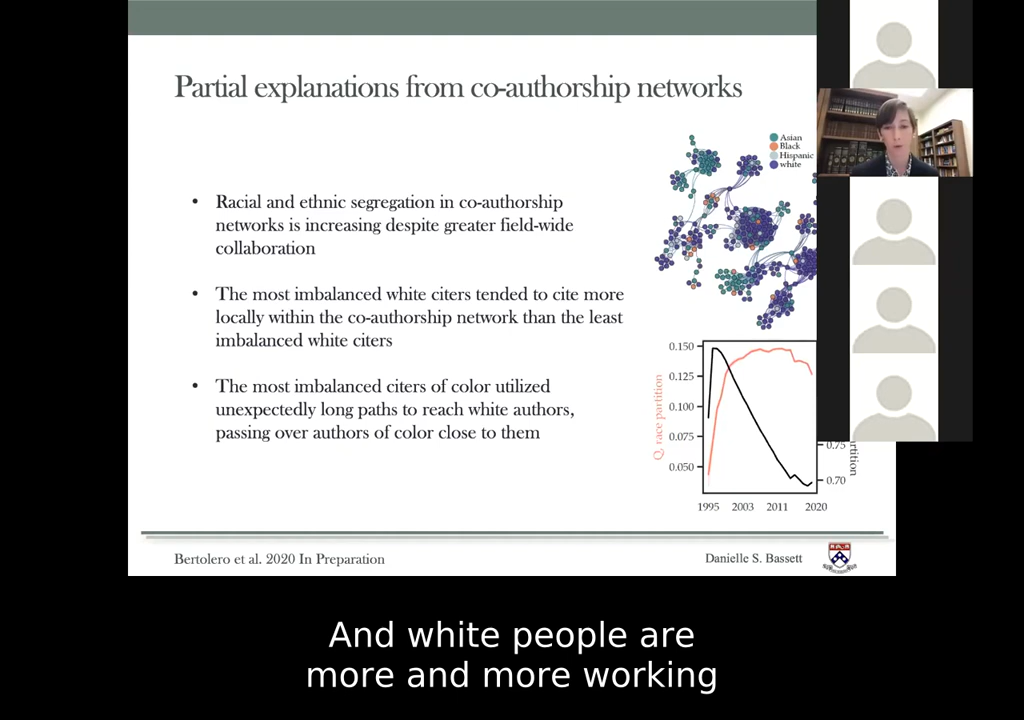 Partial explanations from co-authorship networks
• Racial and ethnic segregation in co-authorship
networks is increasing despite greater field-wide
collaboration
• The most imbalanced white citers tended to cite more
locally within the co-authorship network than the least
imbalanced white citers
• The most imbalanced citers of color utilized
unexpectedly long paths to reach white authors,
passing over authors of color close to them
Asian
Black
Hispanic
white
Q, race partition
0.150
0.125
0.100
0.075
0.050
0.75
0.70
rtition
1995 2003 2011 2020
Bertolero et al. 2020 In Preparation
Danielle S. Bassett
And white people are
more and more working